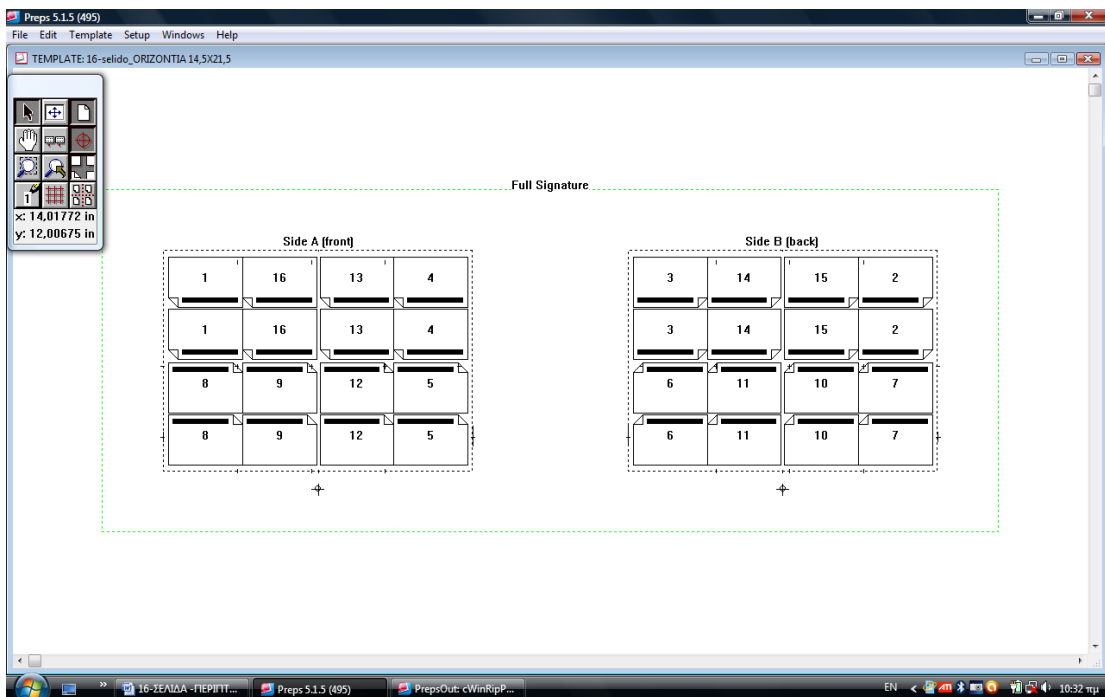 Preps 5.1.5 (495)
File Edit Template Setup Windows Help
TEMPLATE: 16-selido_ORIZONTIA 14,5X21,5
1
x: 14,01772 in
y: 12,00675 in
Full Signature
Side A (front) Side B (back)
1 16 13 4 3 14 15 2
1 16 13 4 3 14 15 2
8 9 12 5 6 11 10 7
8 9 12 5 6 11 10 7
» 16-ΣΕΛΙΔΑ -ΠΕΡΙΠΤ... Preps 5.1.5 (495) PrepsOut: cWinRipP... EN 10:32 πμ